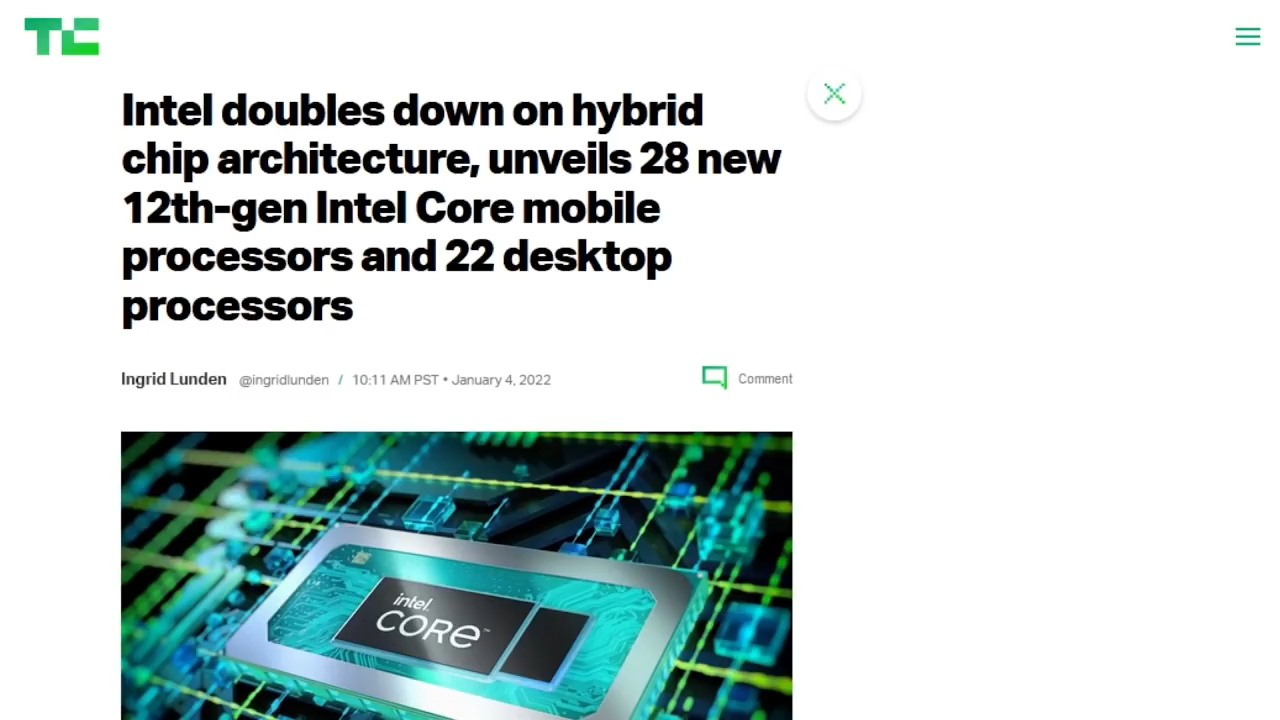 TC
Intel doubles down on hybrid
chip architecture, unveils 28 new
12th-gen Intel Core mobile
processors and 22 desktop
processors
Ingrid Lunden @ingridlunden / 10:11 AM PST • January 4, 2022
Comment
intel.
CORE™